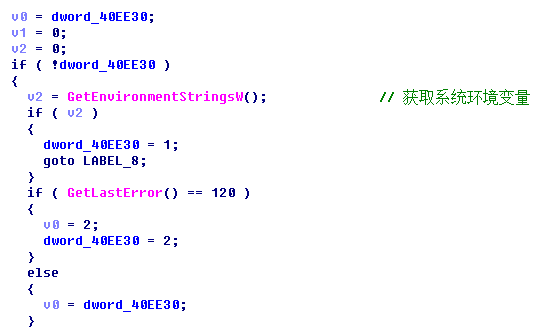 v0 = dword_40EE30;
v1 = 0;
v2 = 0;
if ( !dword_40EE30 )
{
  v2 = GetEnvironmentStringsW();              // 获取系统环境变量
  if ( v2 )
  {
    dword_40EE30 = 1;
    goto LABEL_8;
  }
  if ( GetLastError() == 120 )
  {
    v0 = 2;
    dword_40EE30 = 2;
  }
  else
  {
    v0 = dword_40EE30;
  }